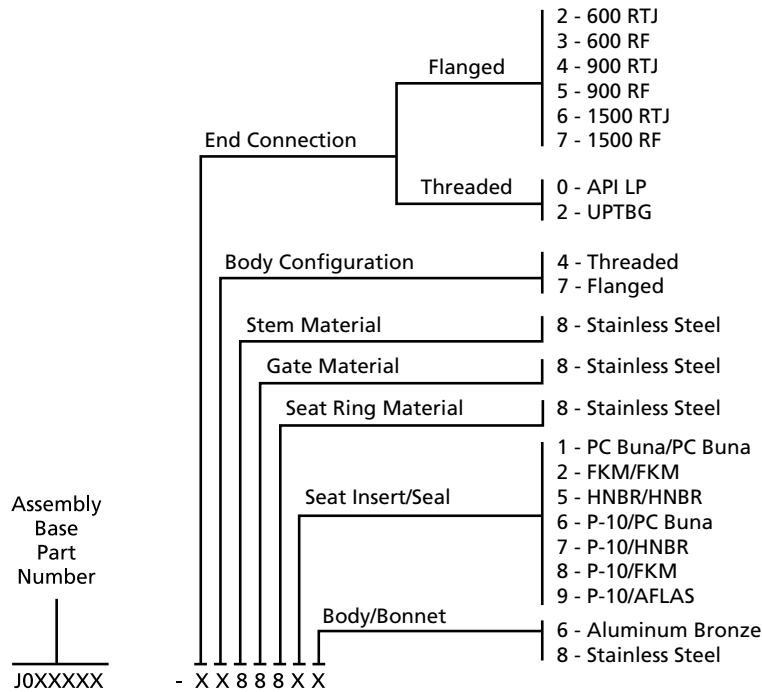 2 - 600 RTJ
3 - 600 RF
4 - 900 RTJ
5 - 900 RF
6 - 1500 RTJ
7 - 1500 RF
Flanged
End Connection
Threaded
0 - API LP
2 - UPTBG
Body Configuration
4 - Threaded
7 - Flanged
Stem Material
8 - Stainless Steel
Gate Material
8 - Stainless Steel
Seat Ring Material
8 - Stainless Steel
Seat Insert/Seal
1 - PC Buna/PC Buna
2 - FKM/FKM
5 - HNBR/HNBR
6 - P-10/PC Buna
7 - P-10/HNBR
8 - P-10/FKM
9 - P-10/AFLAS
Body/Bonnet
6 - Aluminum Bronze
8 - Stainless Steel
Assembly
Base
Part
Number
J0XXXXX - X X 8 8 8 X X